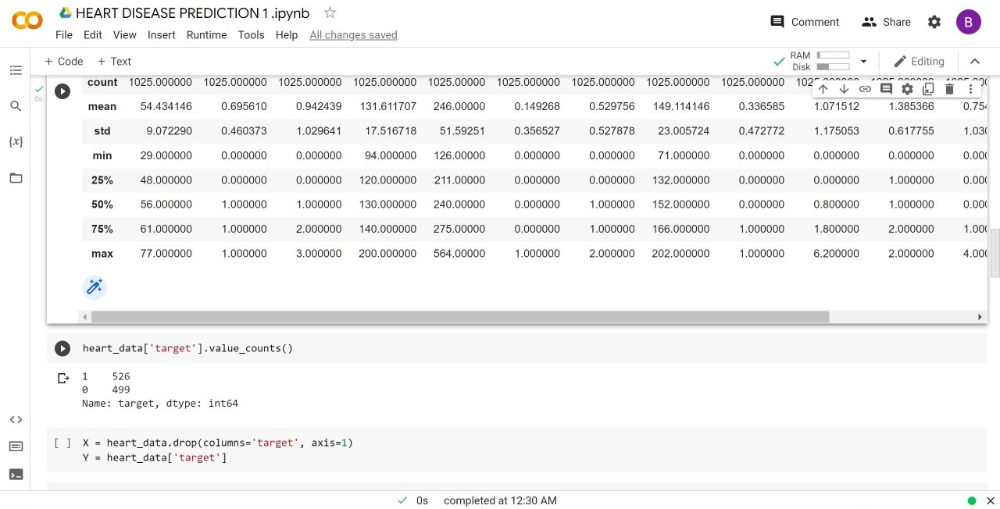 HEART DISEASE PREDICTION 1 .ipynb
Comment Share B
File Edit View Insert Runtime Tools Help All changes saved
+ Code + Text RAM Disk Editing
count 1025.000000 1025.000000 1025.000000 1025.000000 1025.00000 1025.000000 1025.000000 1025.000000 1025.000000
0s
mean 54.434146 0.695610 0.942439 131.611707 246.00000 0.149268 0.529756 149.114146 0.336585 1.071512 1.385366 0.754
std 9.072290 0.460373 1.029641 17.516718 51.59251 0.356527 0.527878 23.005724 0.472772 1.175053 0.617755 1.030
min 29.000000 0.000000 0.000000 94.000000 126.00000 0.000000 0.000000 71.000000 0.000000 0.000000 0.000000 0.000
{x}
25% 48.000000 0.000000 0.000000 120.000000 211.00000 0.000000 0.000000 132.000000 0.000000 0.000000 1.000000 0.000
50% 56.000000 1.000000 1.000000 130.000000 240.00000 0.000000 1.000000 152.000000 0.000000 0.800000 1.000000 0.000
75% 61.000000 1.000000 2.000000 140.000000 275.00000 0.000000 1.000000 166.000000 1.000000 1.800000 2.000000 1.000
max 77.000000 1.000000 3.000000 200.000000 564.00000 1.000000 2.000000 202.000000 1.000000 6.200000 2.000000 4.000
heart_data['target'].value_counts()
1 526
0 499
Name: target, dtype: int64
[ ] X = heart_data.drop(columns='target', axis=1)
Y = heart_data['target']
0s completed at 12:30 AM